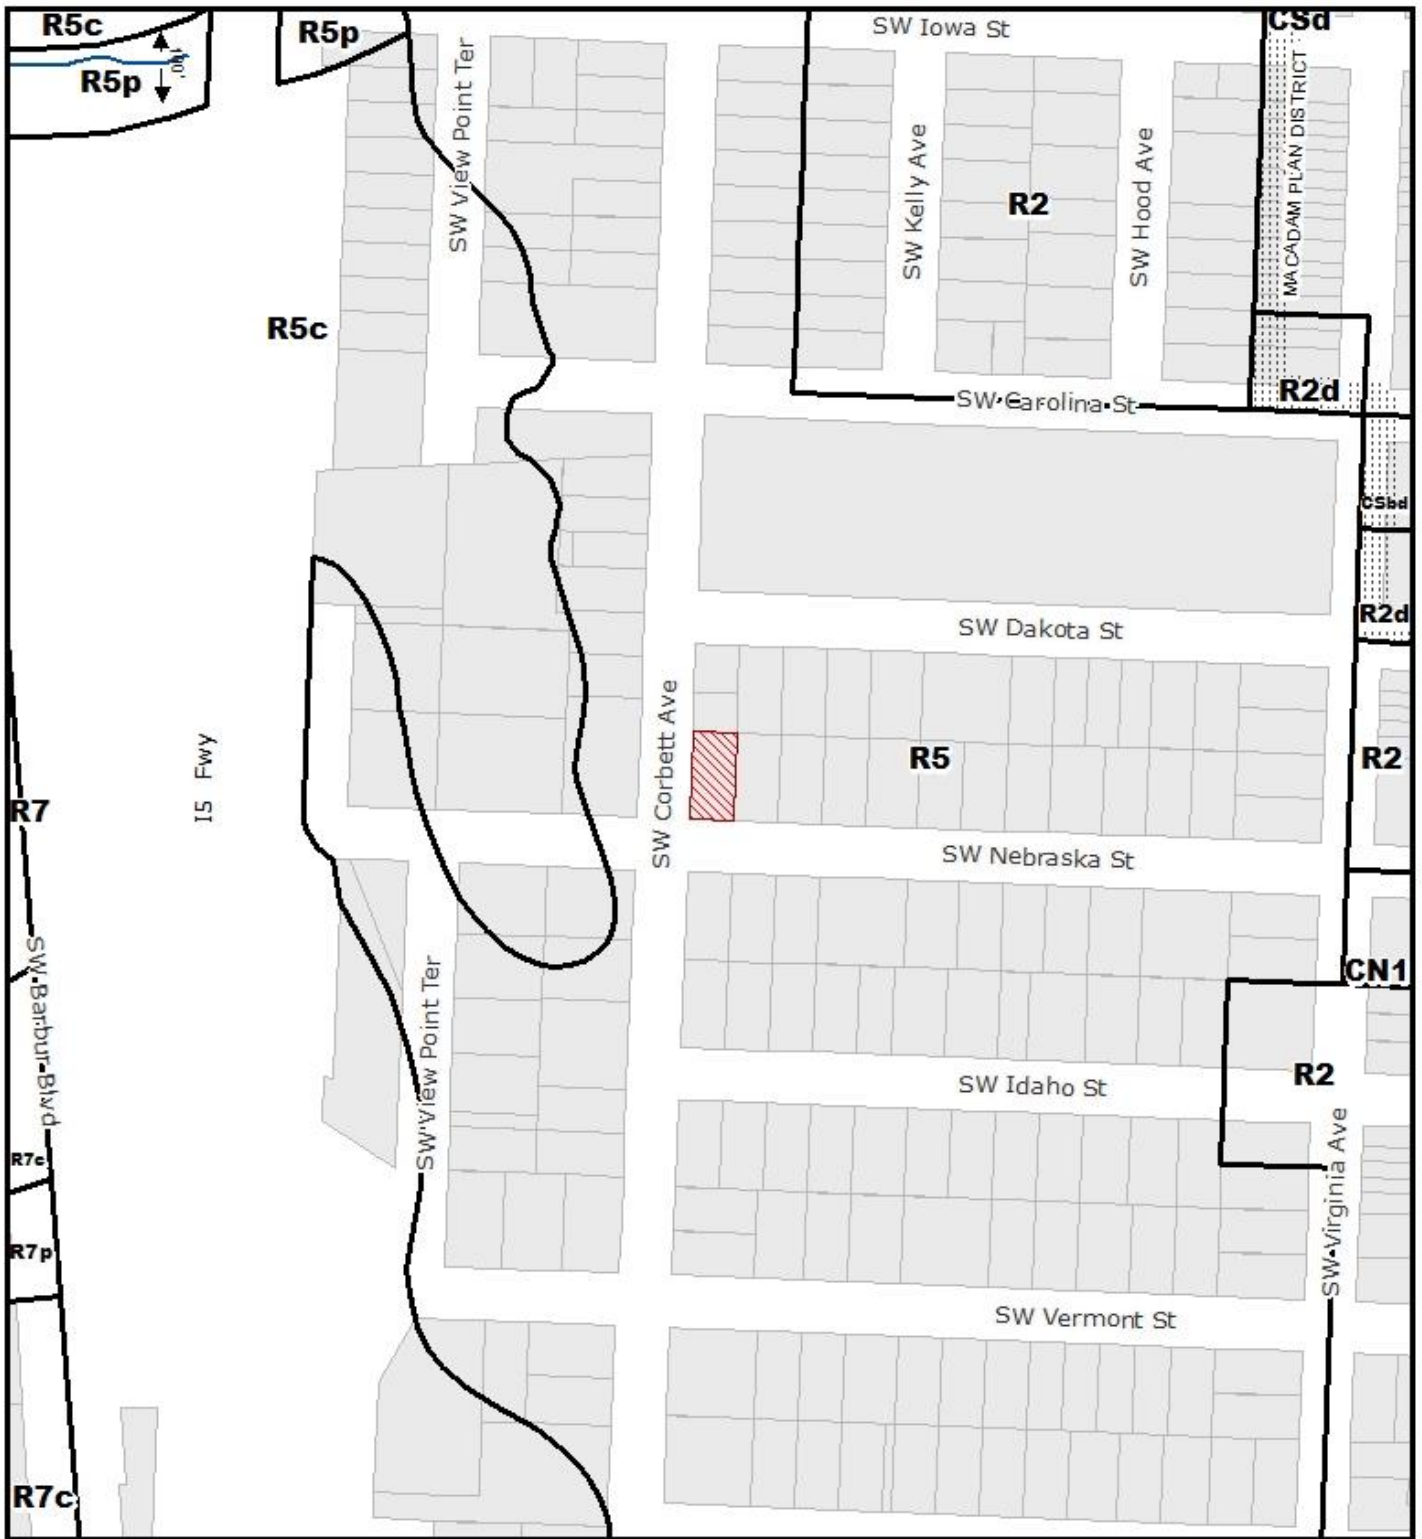 R5c
R5p
SW Iowa St
CSd
R5p
100'
SW View Point Ter
MACADAM PLAN DISTRICT
SW Kelly Ave
R2
SW Hood Ave
R5c
R2d
SW Carolina St
CSbd
SW Dakota St
R2d
SW Corbett Ave
I5 Fwy
R5
R2
R7
SW Nebraska St
SW Barbur Blvd
SW View Point Ter
CN1
R2
SW Idaho St
R7c
SW Virginia Ave
R7p
SW Vermont St
R7c